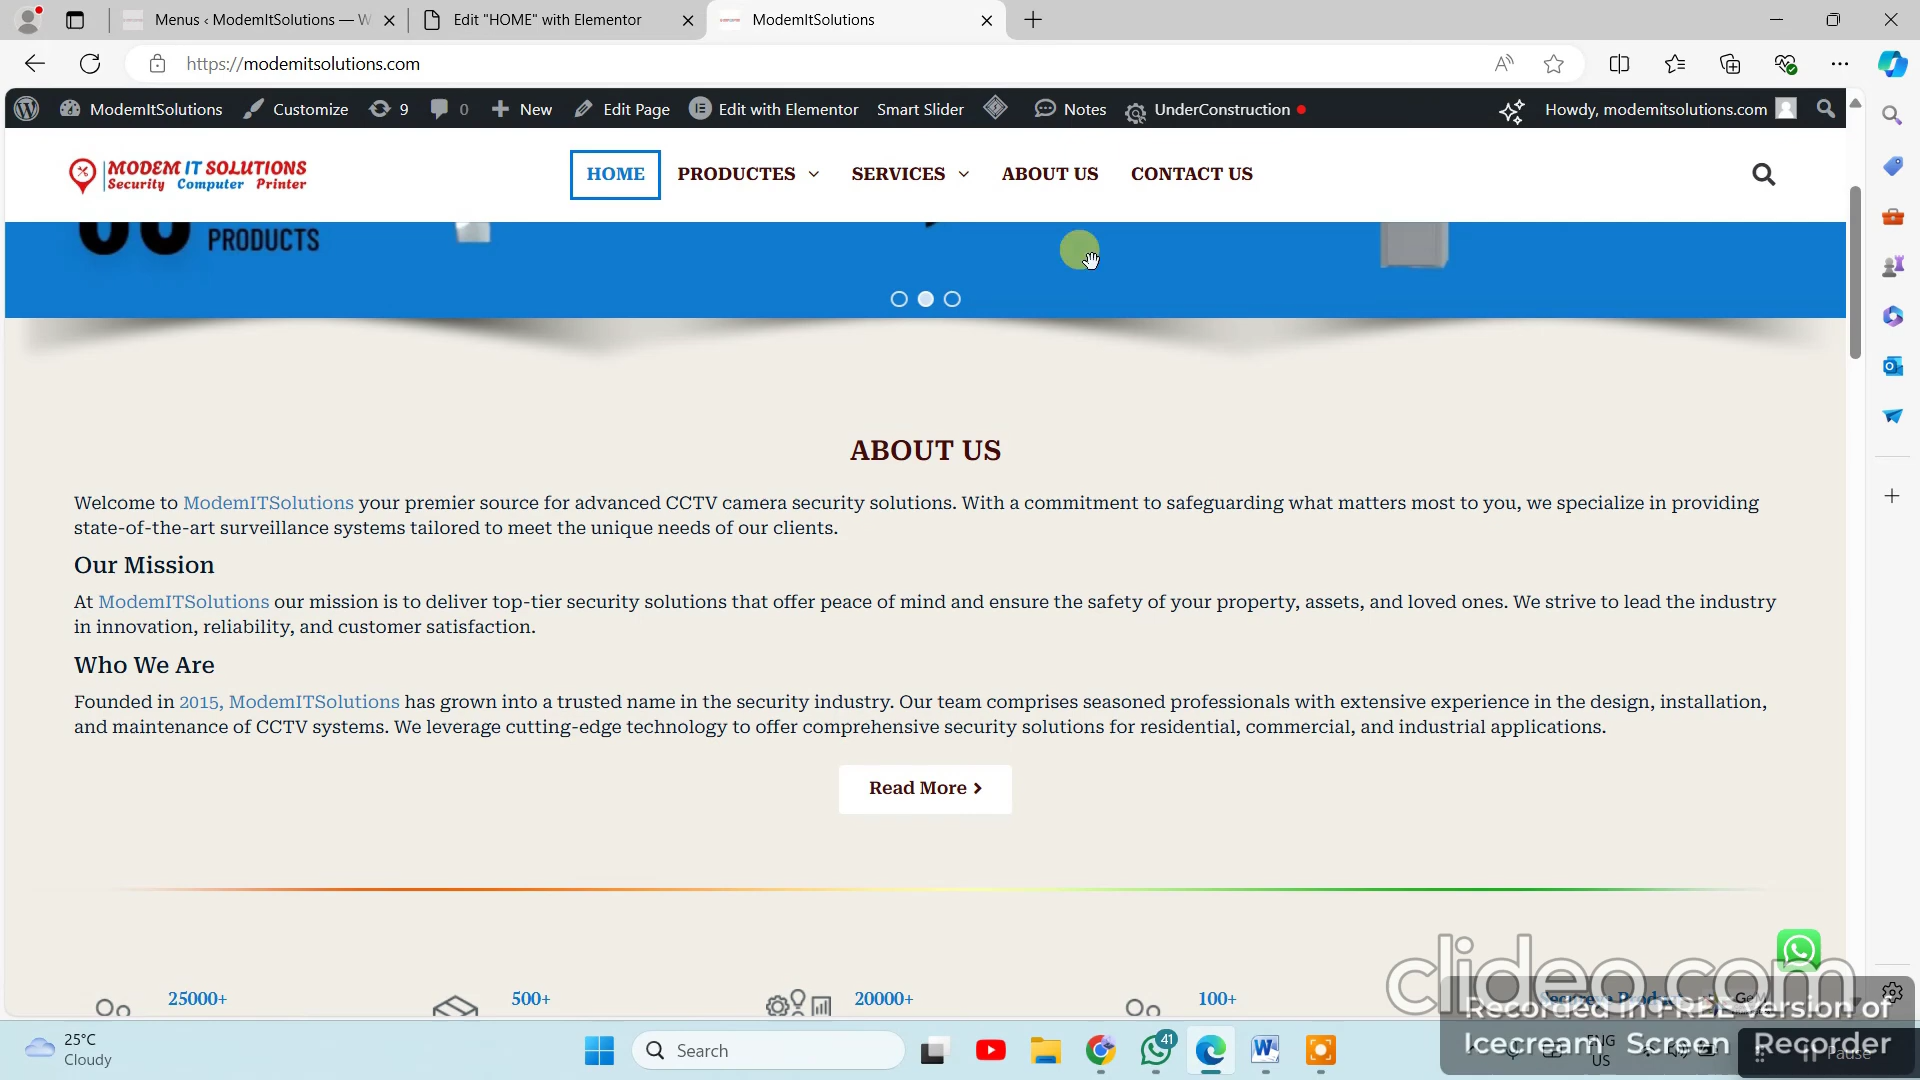 Menus ‹ ModemItSolutions — W
Edit "HOME" with Elementor
ModemItSolutions
https://modemitsolutions.com
ModemItSolutions
Customize
9
0
New
Edit Page
Edit with Elementor
Smart Slider
Notes
UnderConstruction
Howdy, modemitsolutions.com
MODEM IT SOLUTIONS
Security Computer Printer
HOME
PRODUCTES
SERVICES
ABOUT US
CONTACT US
PRODUCTS
ABOUT US
Welcome to ModemITSolutions your premier source for advanced CCTV camera security solutions. With a commitment to safeguarding what matters most to you, we specialize in providing
state-of-the-art surveillance systems tailored to meet the unique needs of our clients.
Our Mission
At ModemITSolutions our mission is to deliver top-tier security solutions that offer peace of mind and ensure the safety of your property, assets, and loved ones. We strive to lead the industry
in innovation, reliability, and customer satisfaction.
Who We Are
Founded in 2015, ModemITSolutions has grown into a trusted name in the security industry. Our team comprises seasoned professionals with extensive experience in the design, installation,
and maintenance of CCTV systems. We leverage cutting-edge technology to offer comprehensive security solutions for residential, commercial, and industrial applications.
Read More
25000+
500+
20000+
100+
clideo.com
Recorded in FREE version of
Icecream Screen Recorder
25°C
Cloudy
Search
41
ENG
US
Pause